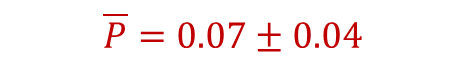 P̅ = 0.07 ± 0.04